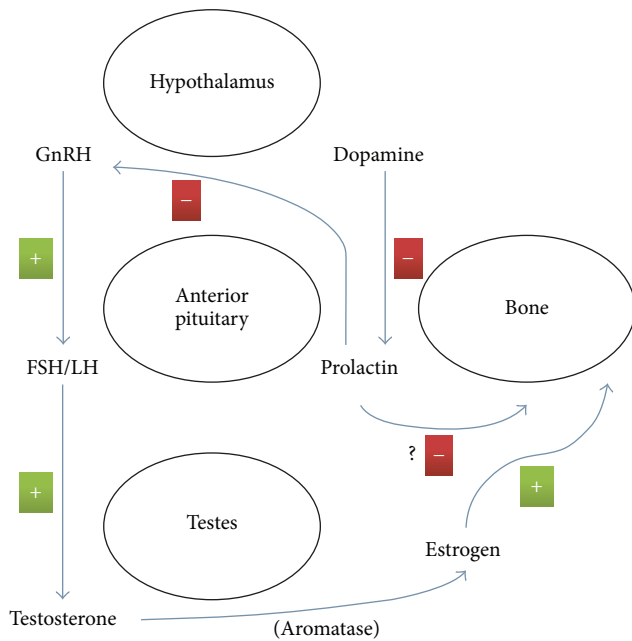 Hypothalamus
GnRH
Dopamine
−
+
−
Anterior
pituitary
Bone
FSH/LH
Prolactin
? −
+
+
Testes
Estrogen
Testosterone
(Aromatase)